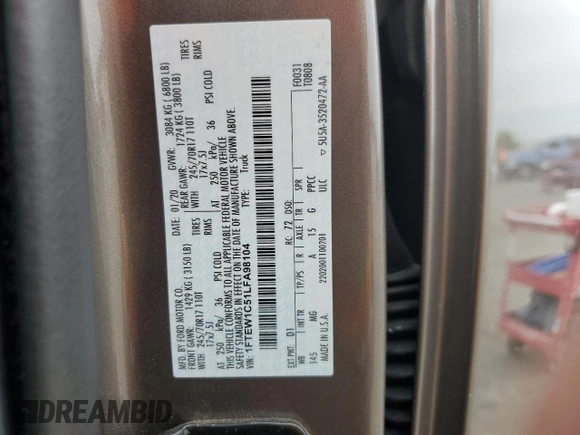 MFD. BY FORD MOTOR CO.
DATE: 01/20 GVWR: 3084 KG ( 6800 LB)
FRONT GAWR: 1429 KG ( 3150 LB) REAR GAWR: 1724 KG ( 3800 LB)
WITH 245/70R17 110T TIRES WITH 245/70R17 110T TIRES
17x7.5J RIMS 17x7.5J RIMS
AT 250 kPa/ 36 PSI COLD AT 250 kPa/ 36 PSI COLD
THIS VEHICLE CONFORMS TO ALL APPLICABLE FEDERAL MOTOR VEHICLE
SAFETY STANDARDS IN EFFECT ON THE DATE OF MANUFACTURE SHOWN ABOVE.
VIN: 1FTEW1C51LFA98104 TYPE: Truck
EXT PNT: D1 RC: 72 DSO: F0031
WB INT TR TP/PS R AXLE TR SPR T0808
145 MG A 15 G PPCC
MADE IN U.S.A. 2202001100201 ULC ▽ 5U5A-3520472-AA
DREAMBID